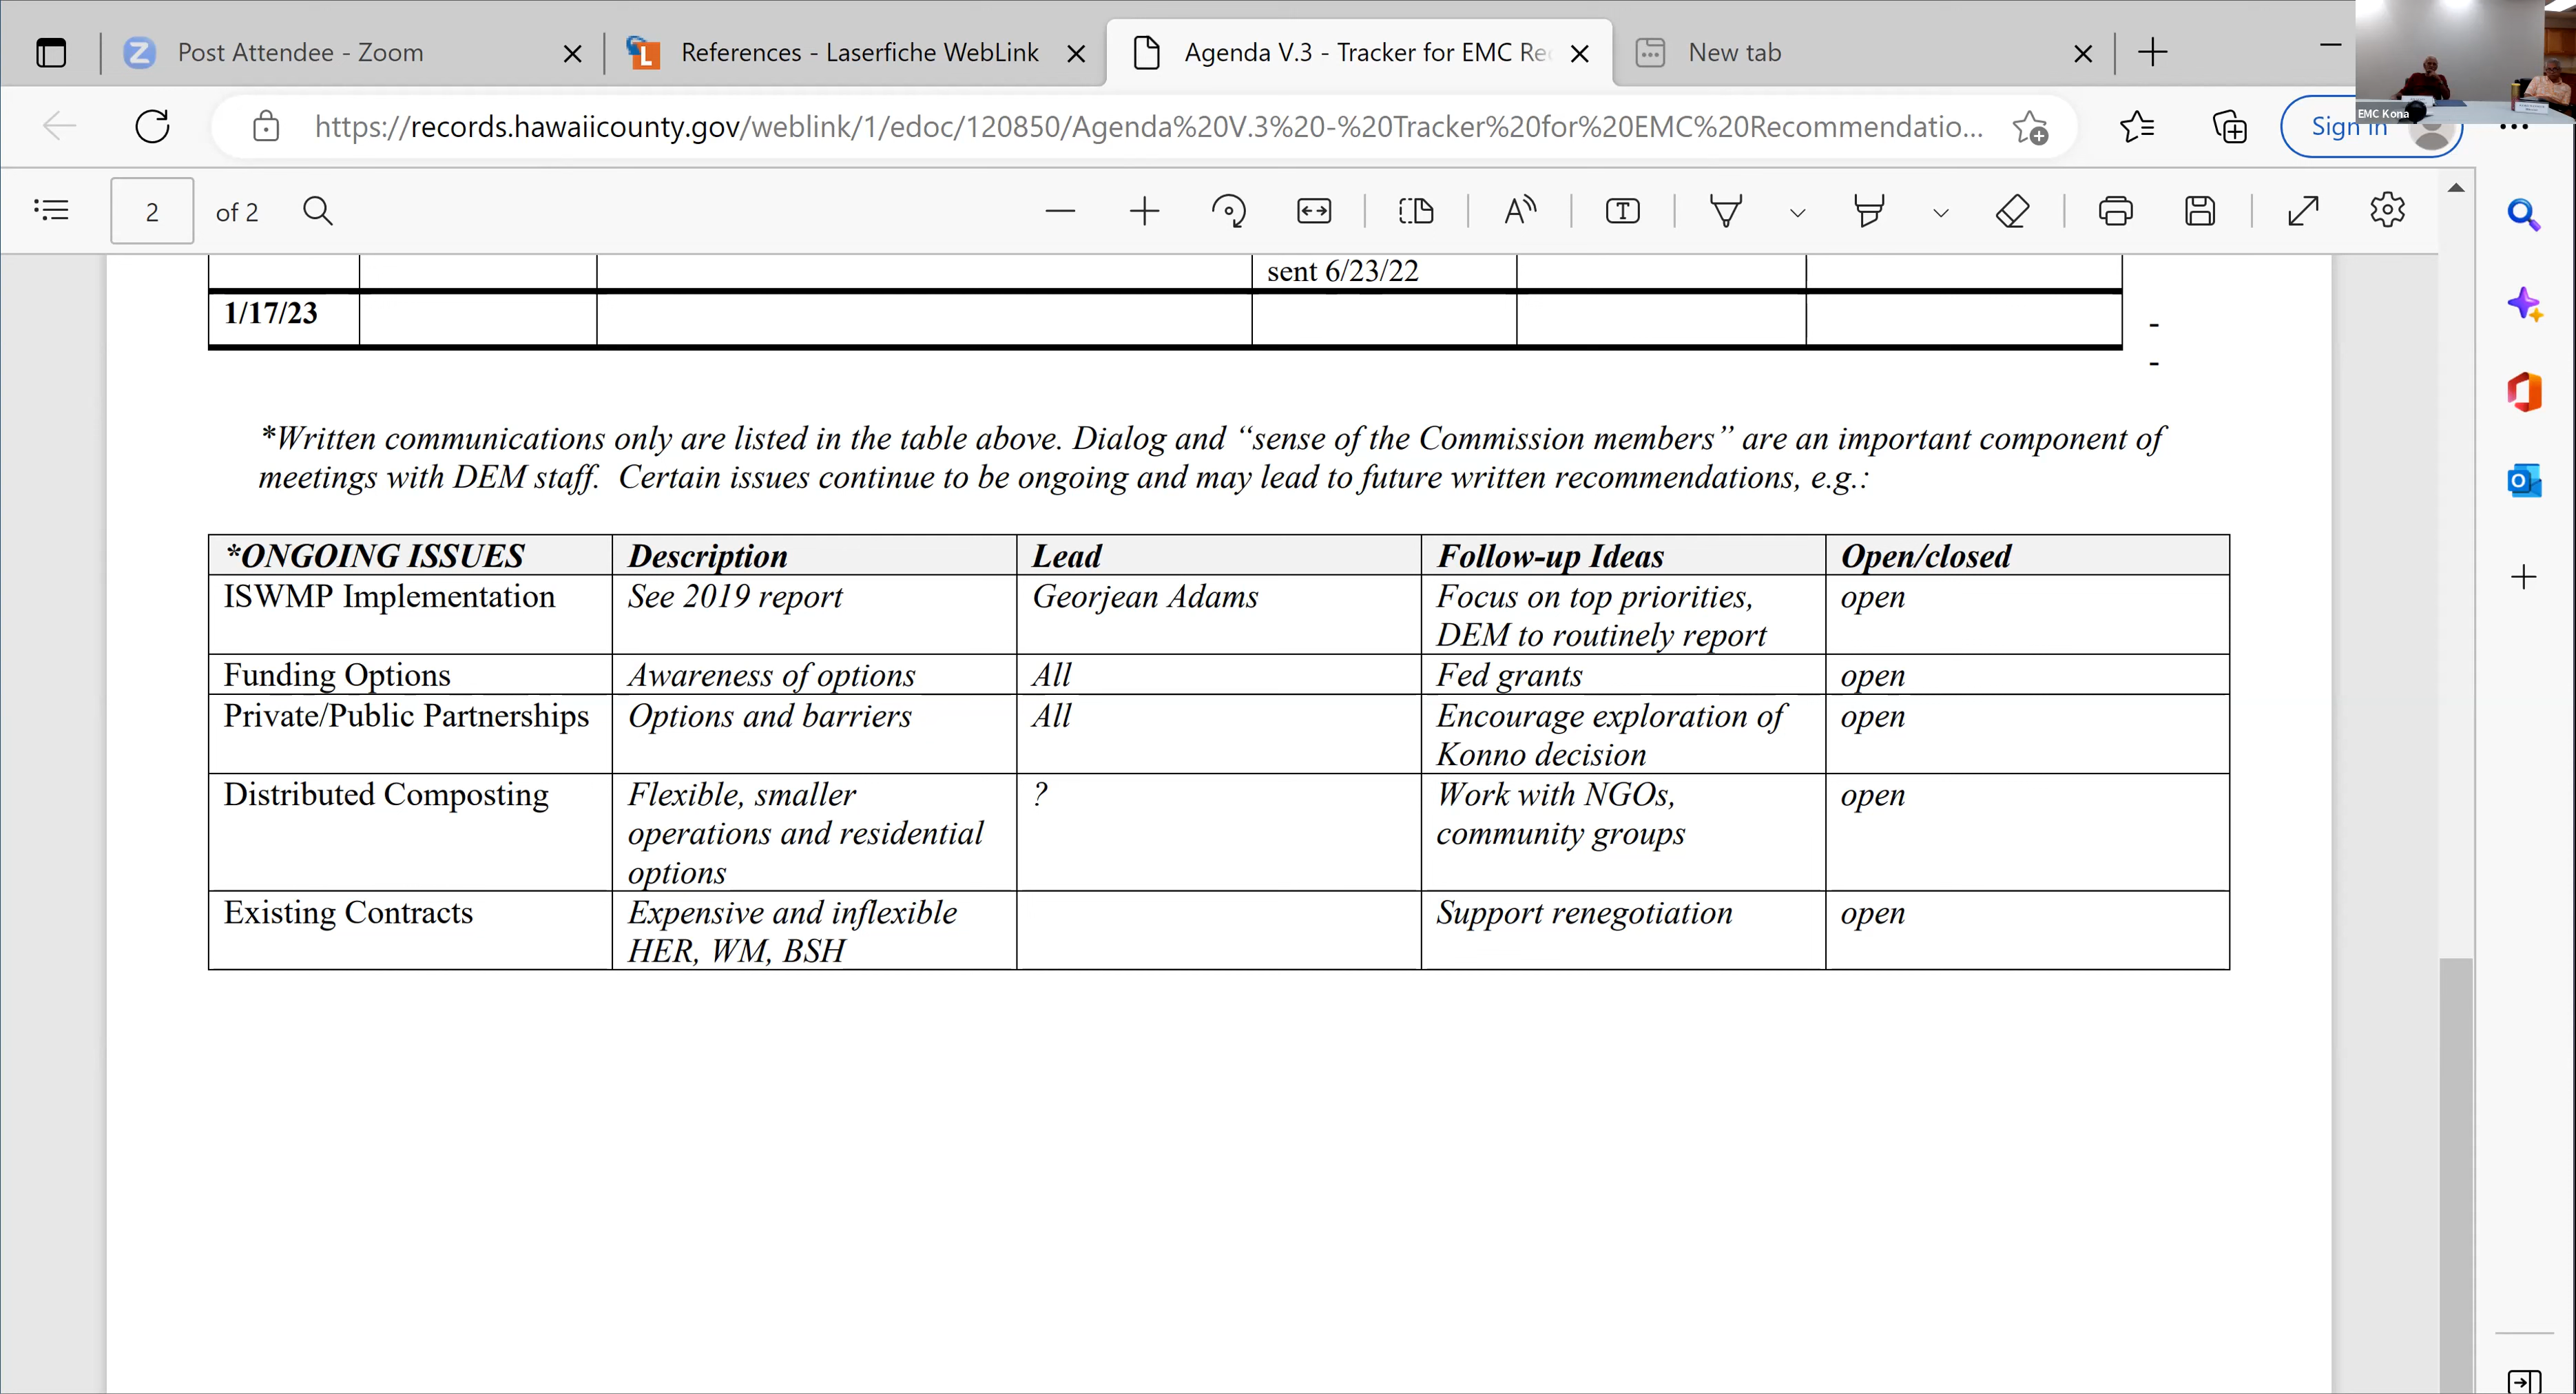 Post Attendee - Zoom
References - Laserfiche WebLink
Agenda V.3 - Tracker for EMC Rec
New tab
https://records.hawaiicounty.gov/weblink/1/edoc/120850/Agenda%20V.3%20-%20Tracker%20for%20EMC%20Recommendatio...
Sign in
EMC Kona
2 of 2
sent 6/23/22
1/17/23
-
-
*Written communications only are listed in the table above. Dialog and “sense of the Commission members” are an important component of
meetings with DEM staff. Certain issues continue to be ongoing and may lead to future written recommendations, e.g.:
*ONGOING ISSUES Description Lead Follow-up Ideas Open/closed
ISWMP Implementation See 2019 report Georjean Adams Focus on top priorities, open
DEM to routinely report
Funding Options Awareness of options All Fed grants open
Private/Public Partnerships Options and barriers All Encourage exploration of open
Konno decision
Distributed Composting Flexible, smaller ? Work with NGOs, open
operations and residential community groups
options
Existing Contracts Expensive and inflexible Support renegotiation open
HER, WM, BSH